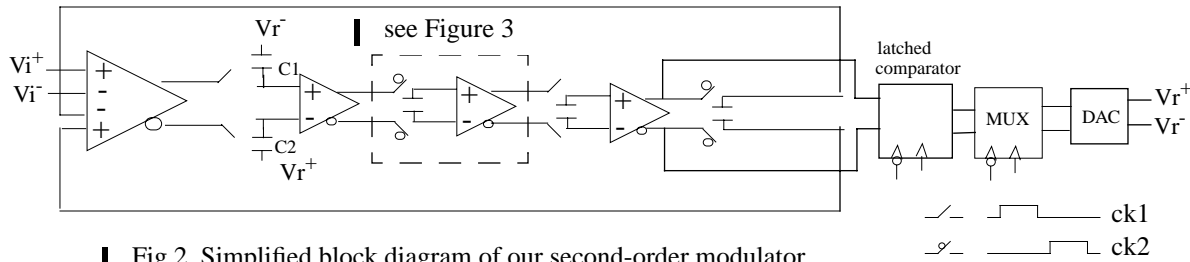 Vr-
see Figure 3
Vi+
Vi-
+
-
-
+
C1
C2
Vr+
+
-
+
-
+
-
latched
comparator
MUX
DAC
Vr+
Vr-
ck1
ck2
Fig 2. Simplified block diagram of our second-order modulator